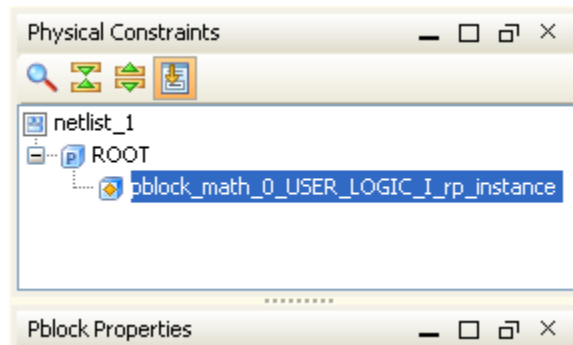 Physical Constraints
netlist_1
ROOT
pblock_math_0_USER_LOGIC_I_rp_instance
Pblock Properties